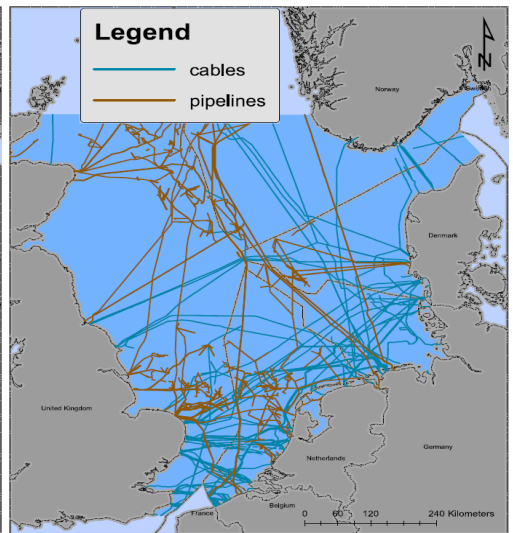 Legend
cables
pipelines
N
Norway
Sweden
Denmark
United Kingdom
Netherlands
Germany
Belgium
France
0 60 120 240 Kilometers